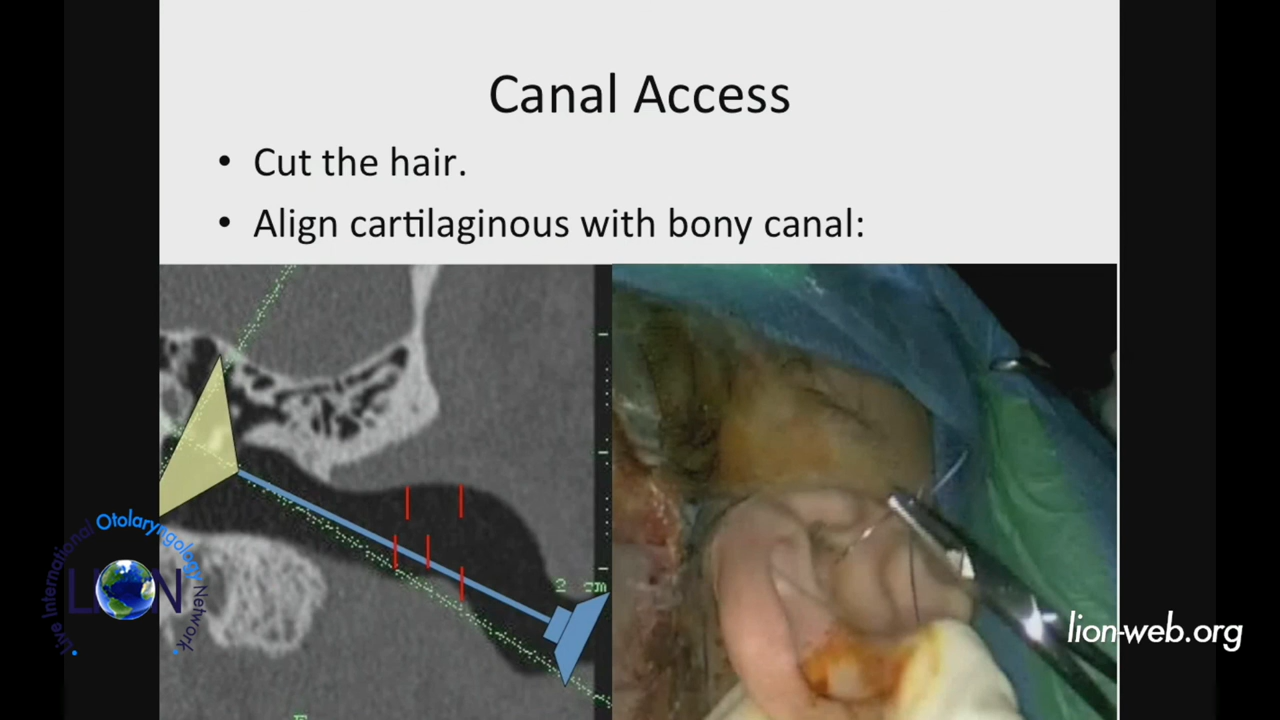 Canal Access
• Cut the hair.
• Align cartilaginous with bony canal:
2 cm
Live International Otolaryngology Network
LION
lion-web.org